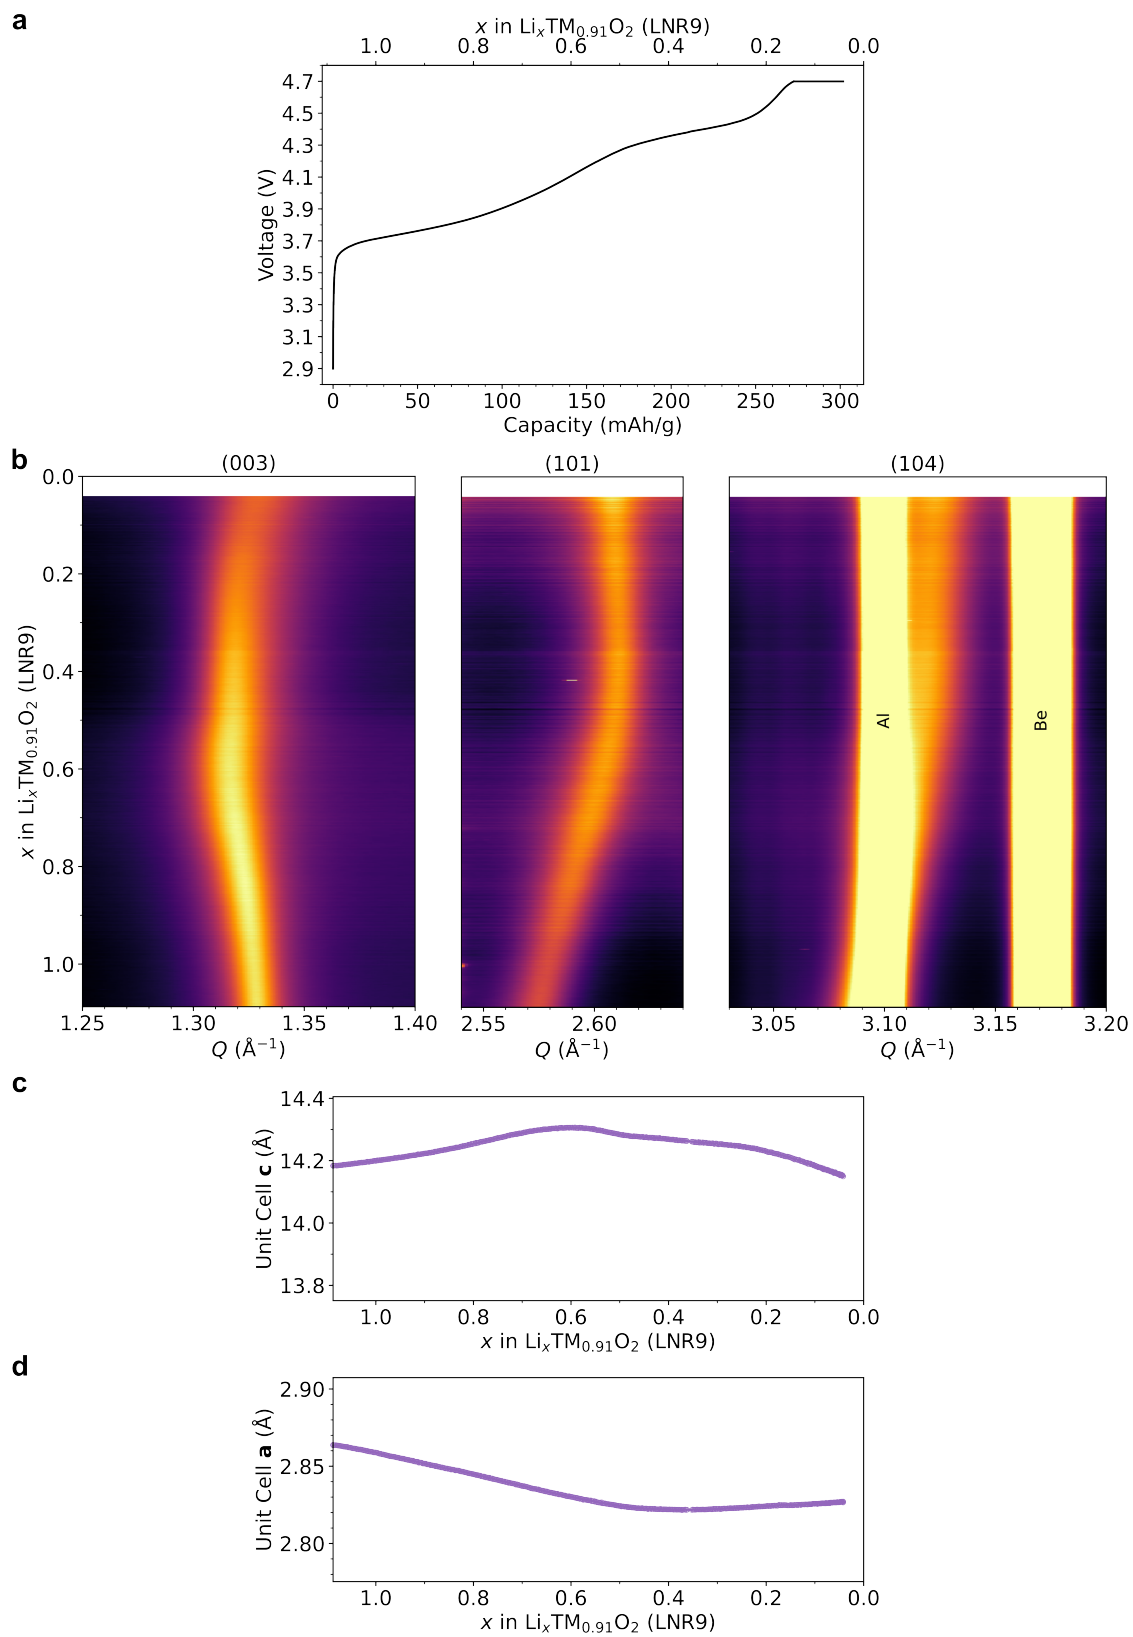 a
x in LixTM0.91O2 (LNR9)
1.0 0.8 0.6 0.4 0.2 0.0
4.7
4.5
4.3
4.1
3.9
3.7
3.5
3.3
3.1
2.9
Voltage (V)
0 50 100 150 200 250 300
Capacity (mAh/g)
b
(003) (101) (104)
0.0
0.2
0.4
0.6
0.8
1.0
x in LixTM0.91O2 (LNR9)
Al
Be
1.25 1.30 1.35 1.40 2.55 2.60 3.05 3.10 3.15 3.20
Q (Å−1) Q (Å−1) Q (Å−1)
c
14.4
14.2
14.0
13.8
Unit Cell c (Å)
1.0 0.8 0.6 0.4 0.2 0.0
x in LixTM0.91O2 (LNR9)
d
2.90
2.85
2.80
Unit Cell a (Å)
1.0 0.8 0.6 0.4 0.2 0.0
x in LixTM0.91O2 (LNR9)